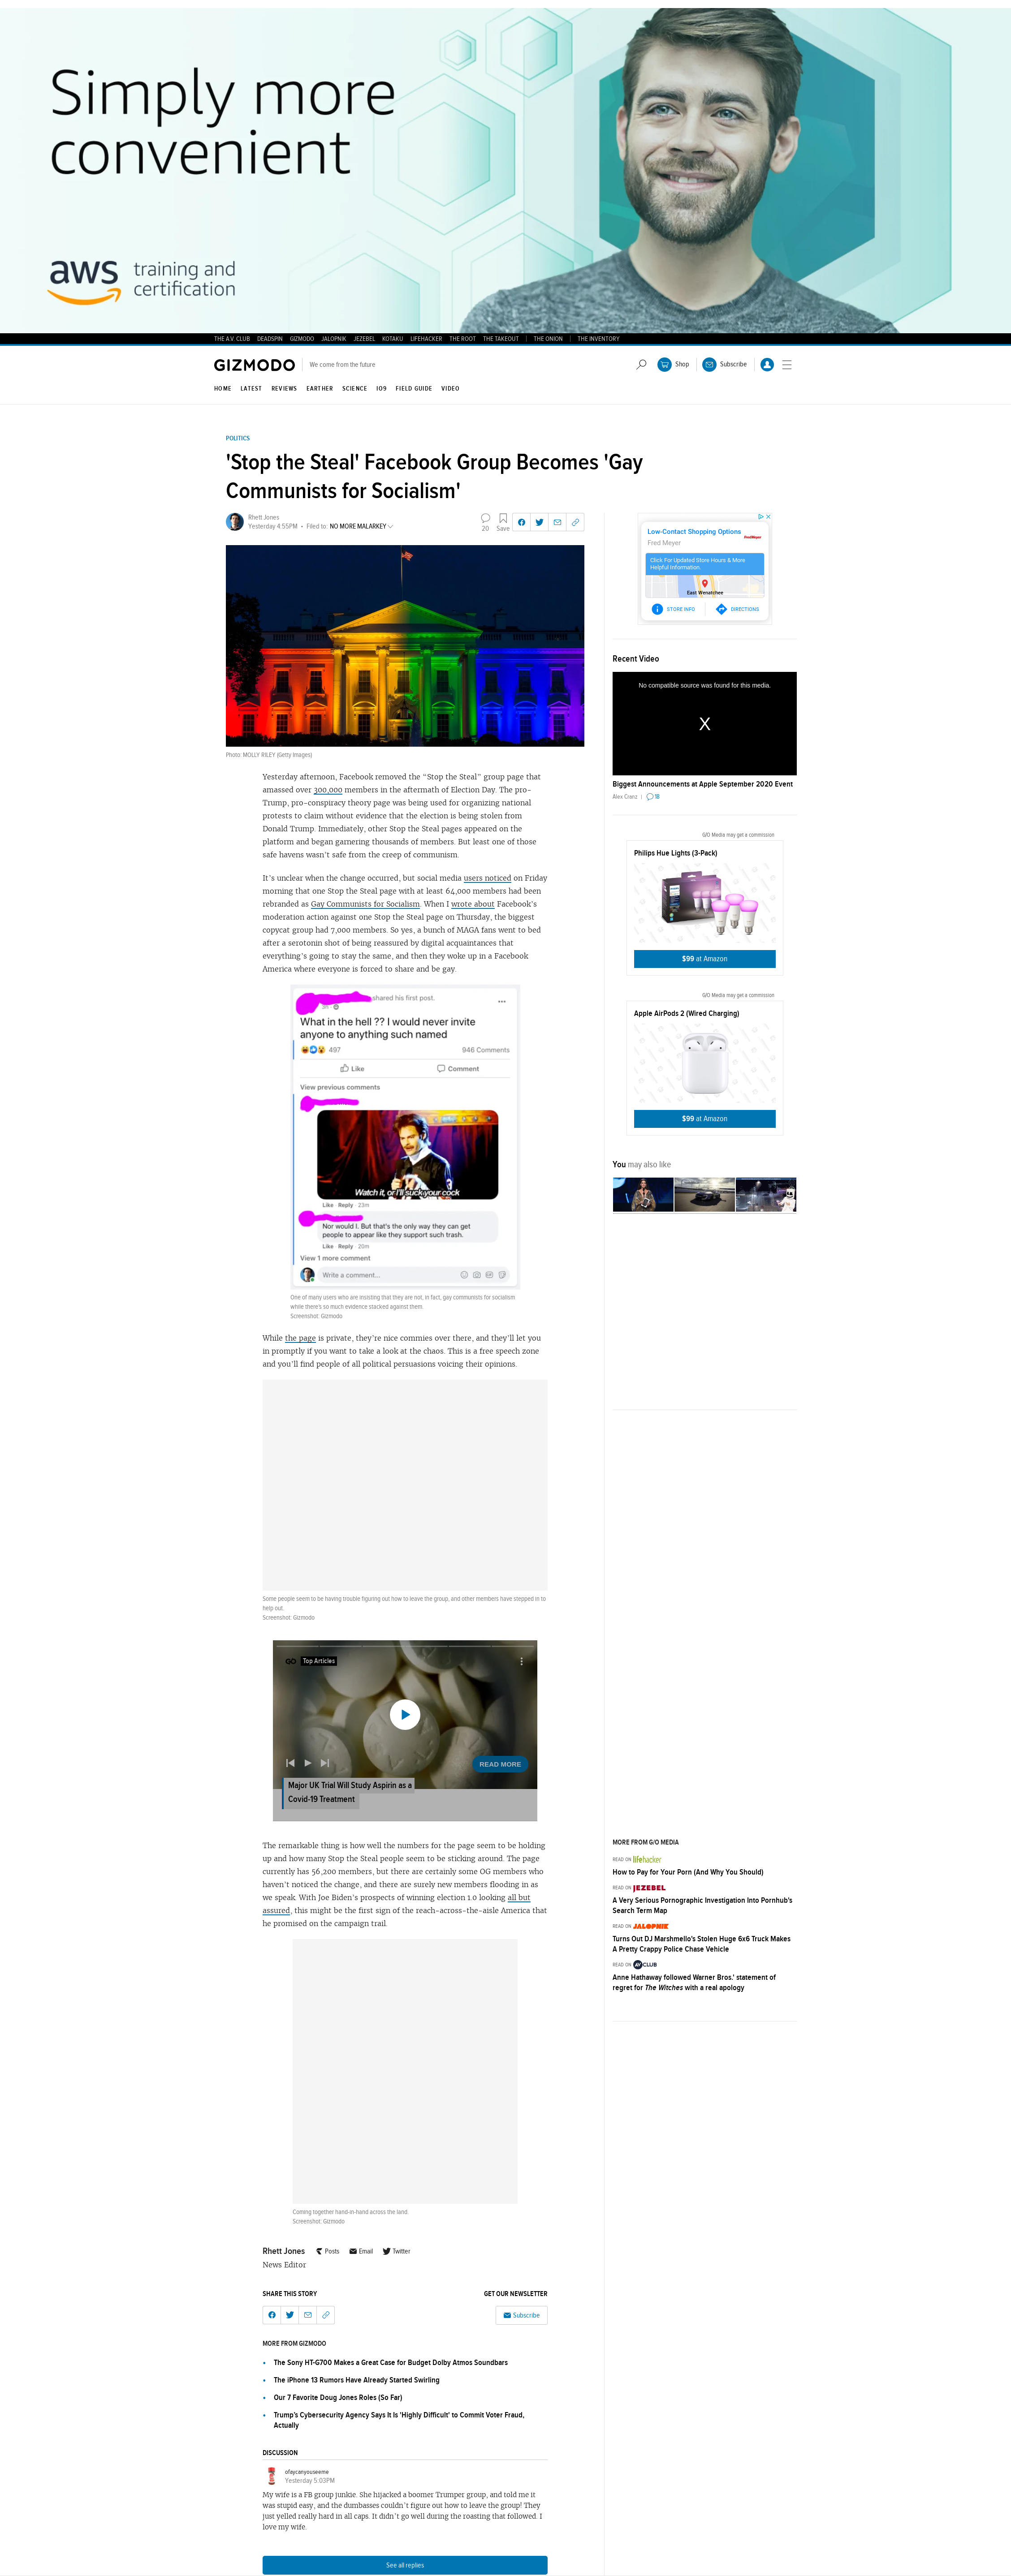 Simply more
convenient
aws training and
certification
THE A.V. CLUB DEADSPIN GIZMODO JALOPNIK JEZEBEL KOTAKU LIFEHACKER THE ROOT THE TAKEOUT | THE ONION | THE INVENTORY
GIZMODO We come from the future
Shop Subscribe
HOME LATEST REVIEWS EARTHER SCIENCE IO9 FIELD GUIDE VIDEO
POLITICS
'Stop the Steal' Facebook Group Becomes 'Gay
Communists for Socialism'
Rhett Jones
Yesterday 4:55PM • Filed to: NO MORE MALARKEY
20 Save
Photo: MOLLY RILEY (Getty Images)
Yesterday afternoon, Facebook removed the “Stop the Steal” group page that
amassed over 300,000 members in the aftermath of Election Day. The pro-
Trump, pro-conspiracy theory page was being used for organizing national
protests to claim without evidence that the election is being stolen from
Donald Trump. Immediately, other Stop the Steal pages appeared on the
platform and began garnering thousands of members. But least one of those
safe havens wasn’t safe from the creep of communism.
It’s unclear when the change occurred, but social media users noticed on Friday
morning that one Stop the Steal page with at least 64,000 members had been
rebranded as Gay Communists for Socialism. When I wrote about Facebook’s
moderation action against one Stop the Steal page on Thursday, the biggest
copycat group had 7,000 members. So yes, a bunch of MAGA fans went to bed
after a serotonin shot of being reassured by digital acquaintances that
everything’s going to stay the same, and then they woke up in a Facebook
America where everyone is forced to share and be gay.
shared his first post.
What in the hell ?? I would never invite
anyone to anything such named
497 946 Comments
Like Comment
View previous comments
Watch it, or I'll suck your cock
Like · Reply · 23m
Nor would I. But that's the only way they can get
people to appear like they support such trash.
Like · Reply · 20m
View 1 more comment
Write a comment...
One of many users who are insisting that they are not, in fact, gay communists for socialism
while there’s so much evidence stacked against them.
Screenshot: Gizmodo
While the page is private, they’re nice commies over there, and they’ll let you
in promptly if you want to take a look at the chaos. This is a free speech zone
and you’ll find people of all political persuasions voicing their opinions.
Some people seem to be having trouble figuring out how to leave the group, and other members have stepped in to
help out.
Screenshot: Gizmodo
GO Top Articles
READ MORE
Major UK Trial Will Study Aspirin as a
Covid-19 Treatment
The remarkable thing is how well the numbers for the page seem to be holding
up and how many Stop the Steal people seem to be sticking around. The page
currently has 56,200 members, but there are certainly some OG members who
haven’t noticed the change, and there are surely new members flooding in as
we speak. With Joe Biden’s prospects of winning election 1.0 looking all but
assured, this might be the first sign of the reach-across-the-aisle America that
he promised on the campaign trail.
Coming together hand-in-hand across the land.
Screenshot: Gizmodo
Rhett Jones Posts Email Twitter
News Editor
SHARE THIS STORY GET OUR NEWSLETTER
Subscribe
MORE FROM GIZMODO
The Sony HT-G700 Makes a Great Case for Budget Dolby Atmos Soundbars
The iPhone 13 Rumors Have Already Started Swirling
Our 7 Favorite Doug Jones Roles (So Far)
Trump’s Cybersecurity Agency Says It Is 'Highly Difficult' to Commit Voter Fraud,
Actually
DISCUSSION
ofaycanyouseeme
Yesterday 5:03PM
My wife is a FB group junkie. She hijacked a boomer Trumper group, and told me it
was stupid easy, and the dumbasses couldn’t figure out how to leave the group! They
just yelled really hard in all caps. It didn’t go well during the roasting that followed. I
love my wife.
See all replies
Low-Contact Shopping Options
Fred Meyer
FredMeyer
Click For Updated Store Hours & More
Helpful Information.
East Wenatchee
STORE INFO DIRECTIONS
Recent Video
No compatible source was found for this media.
X
Biggest Announcements at Apple September 2020 Event
Alex Cranz | 18
G/O Media may get a commission
Philips Hue Lights (3-Pack)
$99 at Amazon
G/O Media may get a commission
Apple AirPods 2 (Wired Charging)
$99 at Amazon
You may also like
MORE FROM G/O MEDIA
READ ON lifehacker
How to Pay for Your Porn (And Why You Should)
READ ON JEZEBEL
A Very Serious Pornographic Investigation Into Pornhub's
Search Term Map
READ ON JALOPNIK
Turns Out DJ Marshmello's Stolen Huge 6x6 Truck Makes
A Pretty Crappy Police Chase Vehicle
READ ON AV CLUB
Anne Hathaway followed Warner Bros.' statement of
regret for The Witches with a real apology